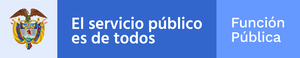 El servicio público
es de todos
Función
Pública